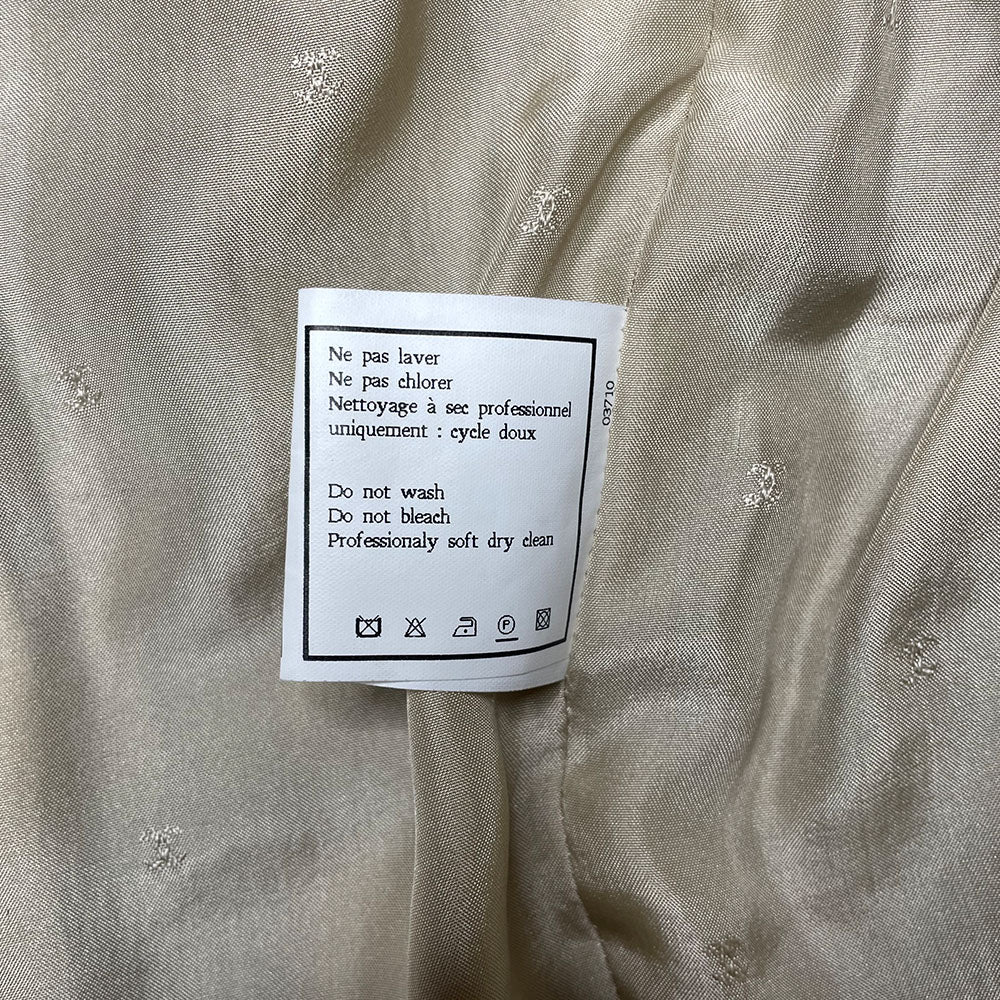 Ne pas laver
Ne pas chlorer
Nettoyage à sec professionnel
uniquement : cycle doux
Do not wash
Do not bleach
Professionaly soft dry clean
P
03710